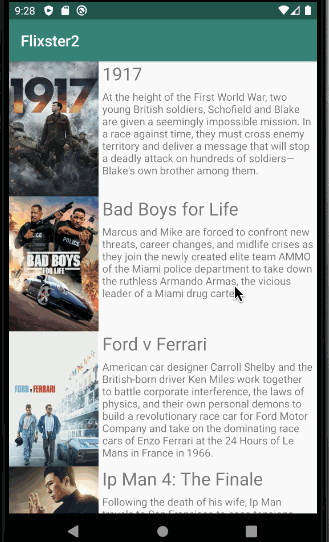 9:28
Flixster2
1917
1917
At the height of the First World War, two
young British soldiers, Schofield and Blake
are given a seemingly impossible mission. In
a race against time, they must cross enemy
territory and deliver a message that will stop
a deadly attack on hundreds of soldiers—
Blake's own brother among them.
POLICE
BAD BOYS
FOR LIFE
Bad Boys for Life
Marcus and Mike are forced to confront new
threats, career changes, and midlife crises as
they join the newly created elite team AMMO
of the Miami police department to take down
the ruthless Armando Armas, the vicious
leader of a Miami drug cartel.
FORD v FERRARI
Ford v Ferrari
American car designer Carroll Shelby and the
British-born driver Ken Miles work together
to battle corporate interference, the laws of
physics, and their own personal demons to
build a revolutionary race car for Ford Motor
Company and take on the dominating race
cars of Enzo Ferrari at the 24 Hours of Le
Mans in France in 1966.
Ip Man 4: The Finale
Following the death of his wife, Ip Man
travels to San Francisco to ease tensions